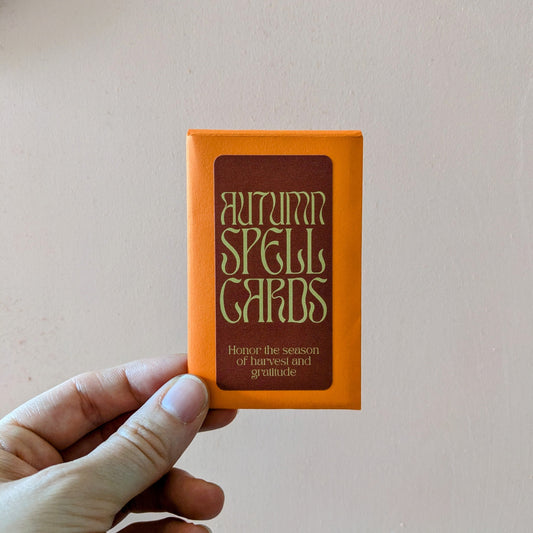 AUTUMN
SPELL
CARDS
Honor the season
of harvest and
gratitude